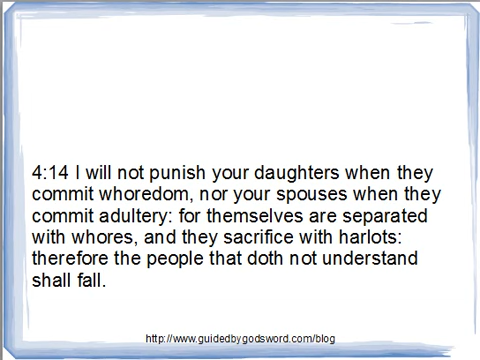 4:14 I will not punish your daughters when they
commit whoredom, nor your spouses when they
commit adultery: for themselves are separated
with whores, and they sacrifice with harlots:
therefore the people that doth not understand
shall fall.
http://www.guidedbygodsword.com/blog